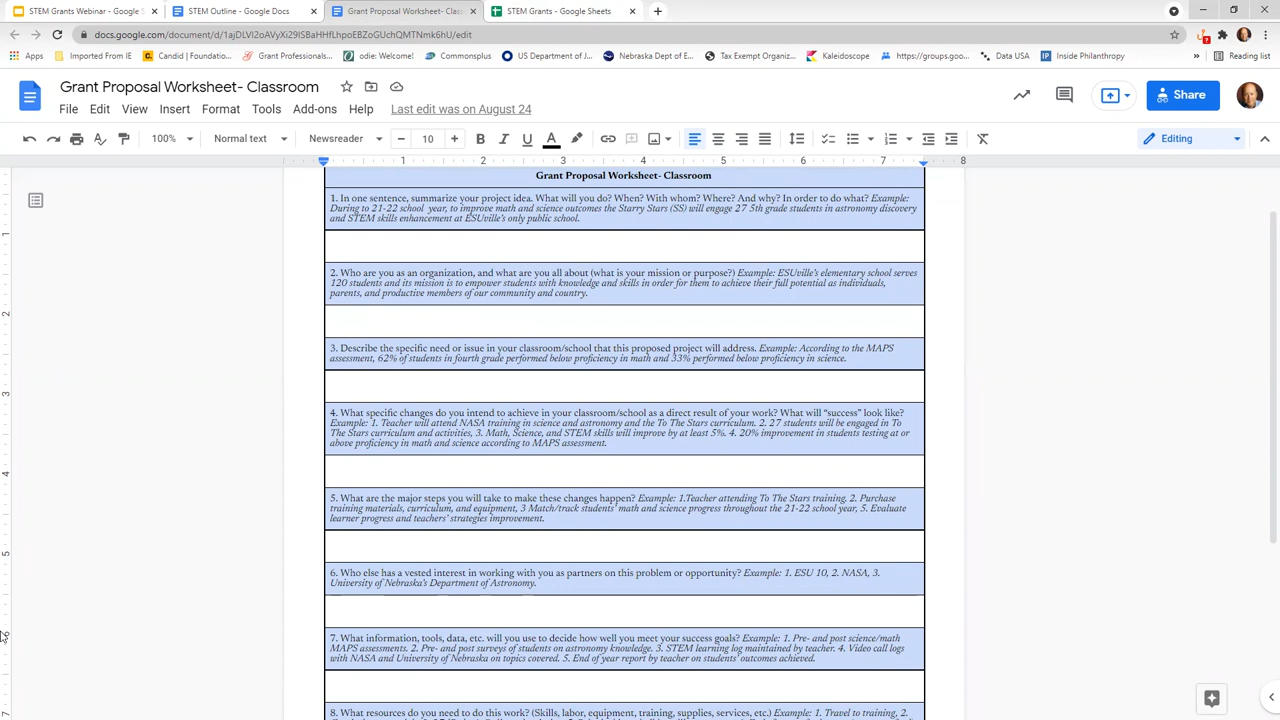 STEM Grants Webinar - Google S
STEM Outline - Google Docs
Grant Proposal Worksheet- Class
STEM Grants - Google Sheets
docs.google.com/document/d/1ajDLVI2oAVyXi29ISBaHHfLhpoEBZoGUchQMTNmk6hU/edit
Apps
Imported From IE
Candid | Foundation...
Grant Professionals...
odie: Welcome!
Commonsplus
US Department of J...
Nebraska Dept of E...
Tax Exempt Organiz...
Kaleidoscope
https://groups.goo...
Data USA
Inside Philanthropy
»
Reading list
Grant Proposal Worksheet- Classroom
File Edit View Insert Format Tools Add-ons Help Last edit was on August 24
Share
100% Normal text Newsreader 10 Editing
1 2 3 4 5 6 7 8
Grant Proposal Worksheet- Classroom
1. In one sentence, summarize your project idea. What will you do? When? With whom? Where? And why? In order to do what? Example:
During to 21-22 school year, to improve math and science outcomes the Starry Stars (SS) will engage 27 5th grade students in astronomy discovery
and STEM skills enhancement at ESUville's only public school.
2. Who are you as an organization, and what are you all about (what is your mission or purpose?) Example: ESUville's elementary school serves
120 students and its mission is to empower students with knowledge and skills in order for them to achieve their full potential as individuals,
parents, and productive members of our community and country.
3. Describe the specific need or issue in your classroom/school that this proposed project will address. Example: According to the MAPS
assessment, 62% of students in fourth grade performed below proficiency in math and 33% performed below proficiency in science.
4. What specific changes do you intend to achieve in your classroom/school as a direct result of your work? What will “success” look like?
Example: 1. Teacher will attend NASA training in science and astronomy and the To The Stars curriculum. 2. 27 students will be engaged in To
The Stars curriculum and activities, 3. Math, Science, and STEM skills will improve by at least 5%. 4. 20% improvement in students testing at or
above proficiency in math and science according to MAPS assessment.
5. What are the major steps you will take to make these changes happen? Example: 1.Teacher attending To The Stars training. 2. Purchase
training materials, curriculum, and equipment, 3 Match/track students' math and science progress throughout the 21-22 school year, 5. Evaluate
learner progress and teachers' strategies improvement.
6. Who else has a vested interest in working with you as partners on this problem or opportunity? Example: 1. ESU 10, 2. NASA, 3.
University of Nebraska's Department of Astronomy.
7. What information, tools, data, etc. will you use to decide how well you meet your success goals? Example: 1. Pre- and post science/math
MAPS assessments. 2. Pre- and post surveys of students on astronomy knowledge. 3. STEM learning log maintained by teacher. 4. Video call logs
with NASA and University of Nebraska on topics covered. 5. End of year report by teacher on students' outcomes achieved.
8. What resources do you need to do this work? (Skills, labor, equipment, training, supplies, services, etc.) Example: 1. Travel to training, 2.